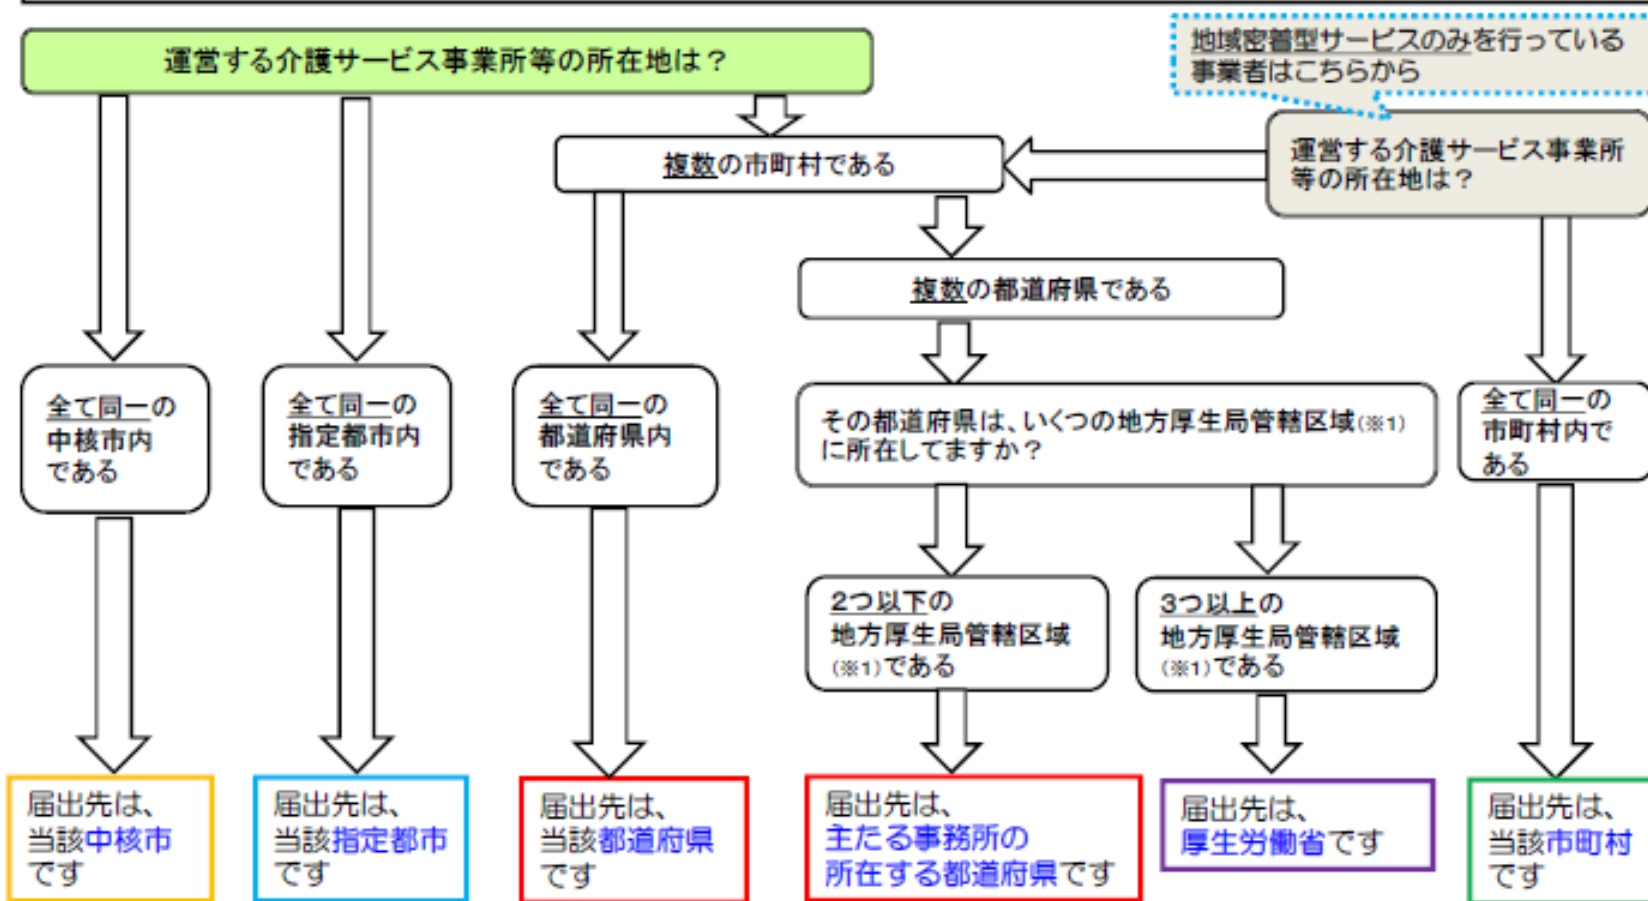 運営する介護サービス事業所等の所在地は？
地域密着型サービスのみを行っている
事業者はこちらから
運営する介護サービス事業所
等の所在地は？
複数の市町村である
複数の都道府県である
全て同一の
中核市内
である
全て同一の
指定都市内
である
全て同一の
都道府県内
である
その都道府県は、いくつの地方厚生局管轄区域(※1)
に所在してますか？
全て同一の
市町村内で
ある
2つ以下の
地方厚生局管轄区域
(※1)である
3つ以上の
地方厚生局管轄区域
(※1)である
届出先は、
当該中核市
です
届出先は、
当該指定都市
です
届出先は、
当該都道府県
です
届出先は、
主たる事務所の
所在する都道府県です
届出先は、
厚生労働省です
届出先は、
当該市町村
です